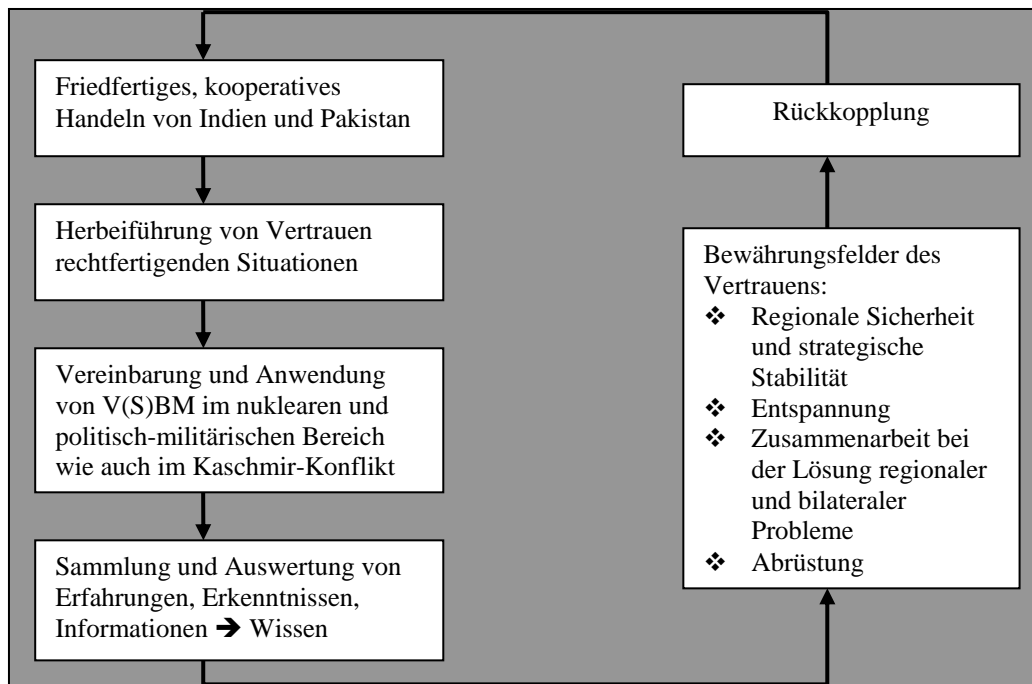 Friedfertiges, kooperatives
Handeln von Indien und Pakistan
Herbeiführung von Vertrauen
rechtfertigenden Situationen
Vereinbarung und Anwendung
von V(S)BM im nuklearen und
politisch-militärischen Bereich
wie auch im Kaschmir-Konflikt
Sammlung und Auswertung von
Erfahrungen, Erkenntnissen,
Informationen ➔ Wissen
Bewährungsfelder des
Vertrauens:
❖ Regionale Sicherheit
und strategische
Stabilität
❖ Entspannung
❖ Zusammenarbeit bei
der Lösung regionaler
und bilateraler
Probleme
❖ Abrüstung
Rückkopplung